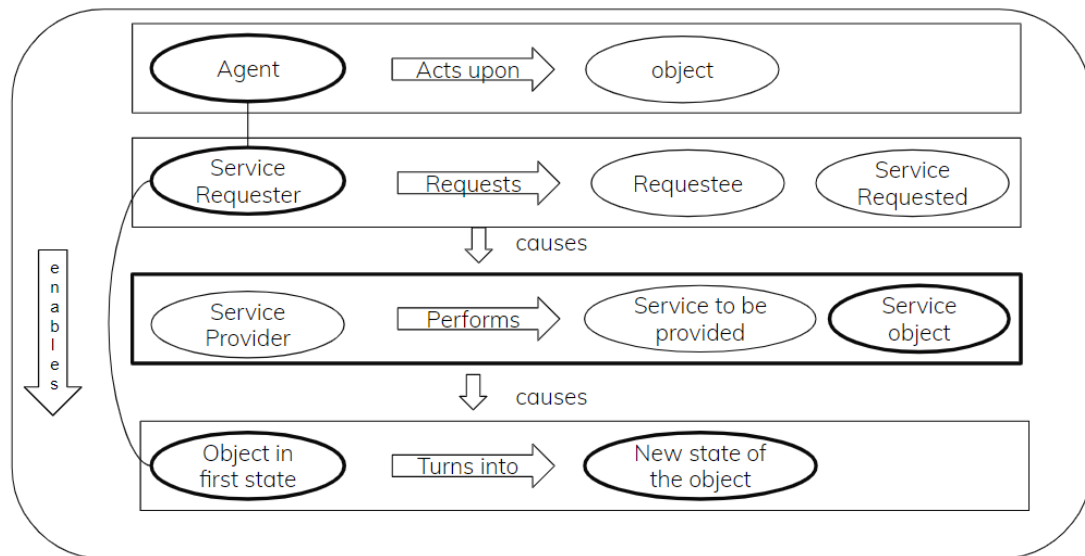 Agent
Acts upon
object
Service
Requester
Requests
Requestee
Service
Requested
causes
enables
Service
Provider
Performs
Service to be
provided
Service
object
causes
Object in
first state
Turns into
New state of
the object